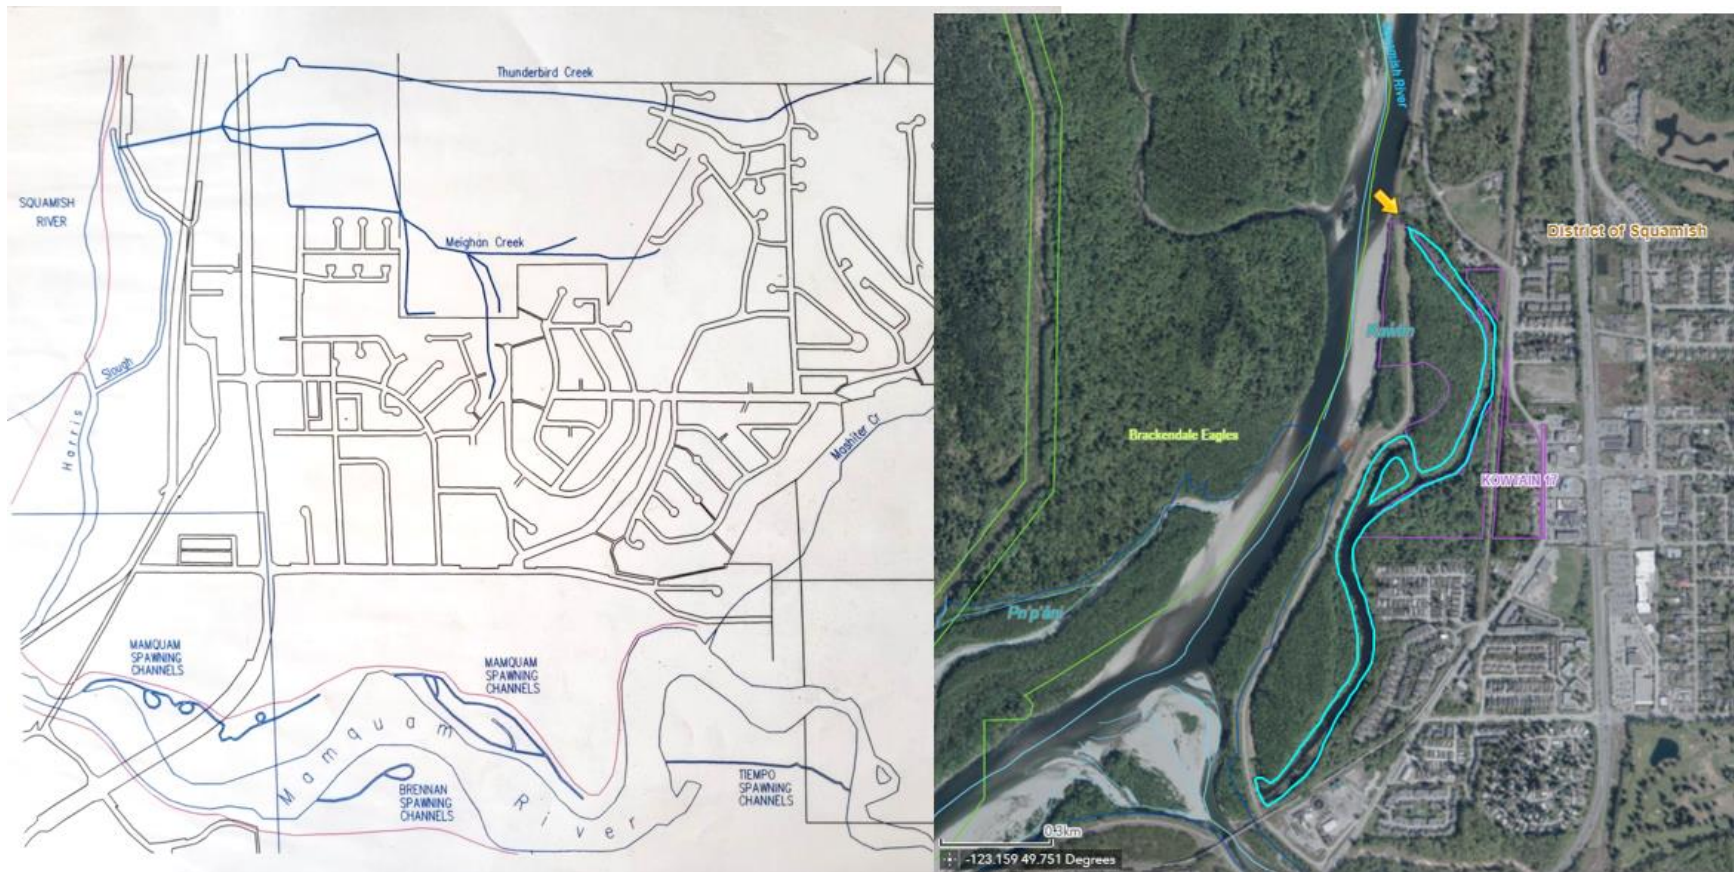 Thunderbird Creek
SQUAMISH
RIVER
Meighan Creek
Slough
Harris
Mashiter Cr
MAMQUAM
SPAWNING
CHANNELS
MAMQUAM
SPAWNING
CHANNELS
Mamquam
River
BRENNAN
SPAWNING
CHANNELS
TIEMPO
SPAWNING
CHANNELS
Squamish River
District of Squamish
Brackendale Eagles
0.3km
-123.159 49.751 Degrees